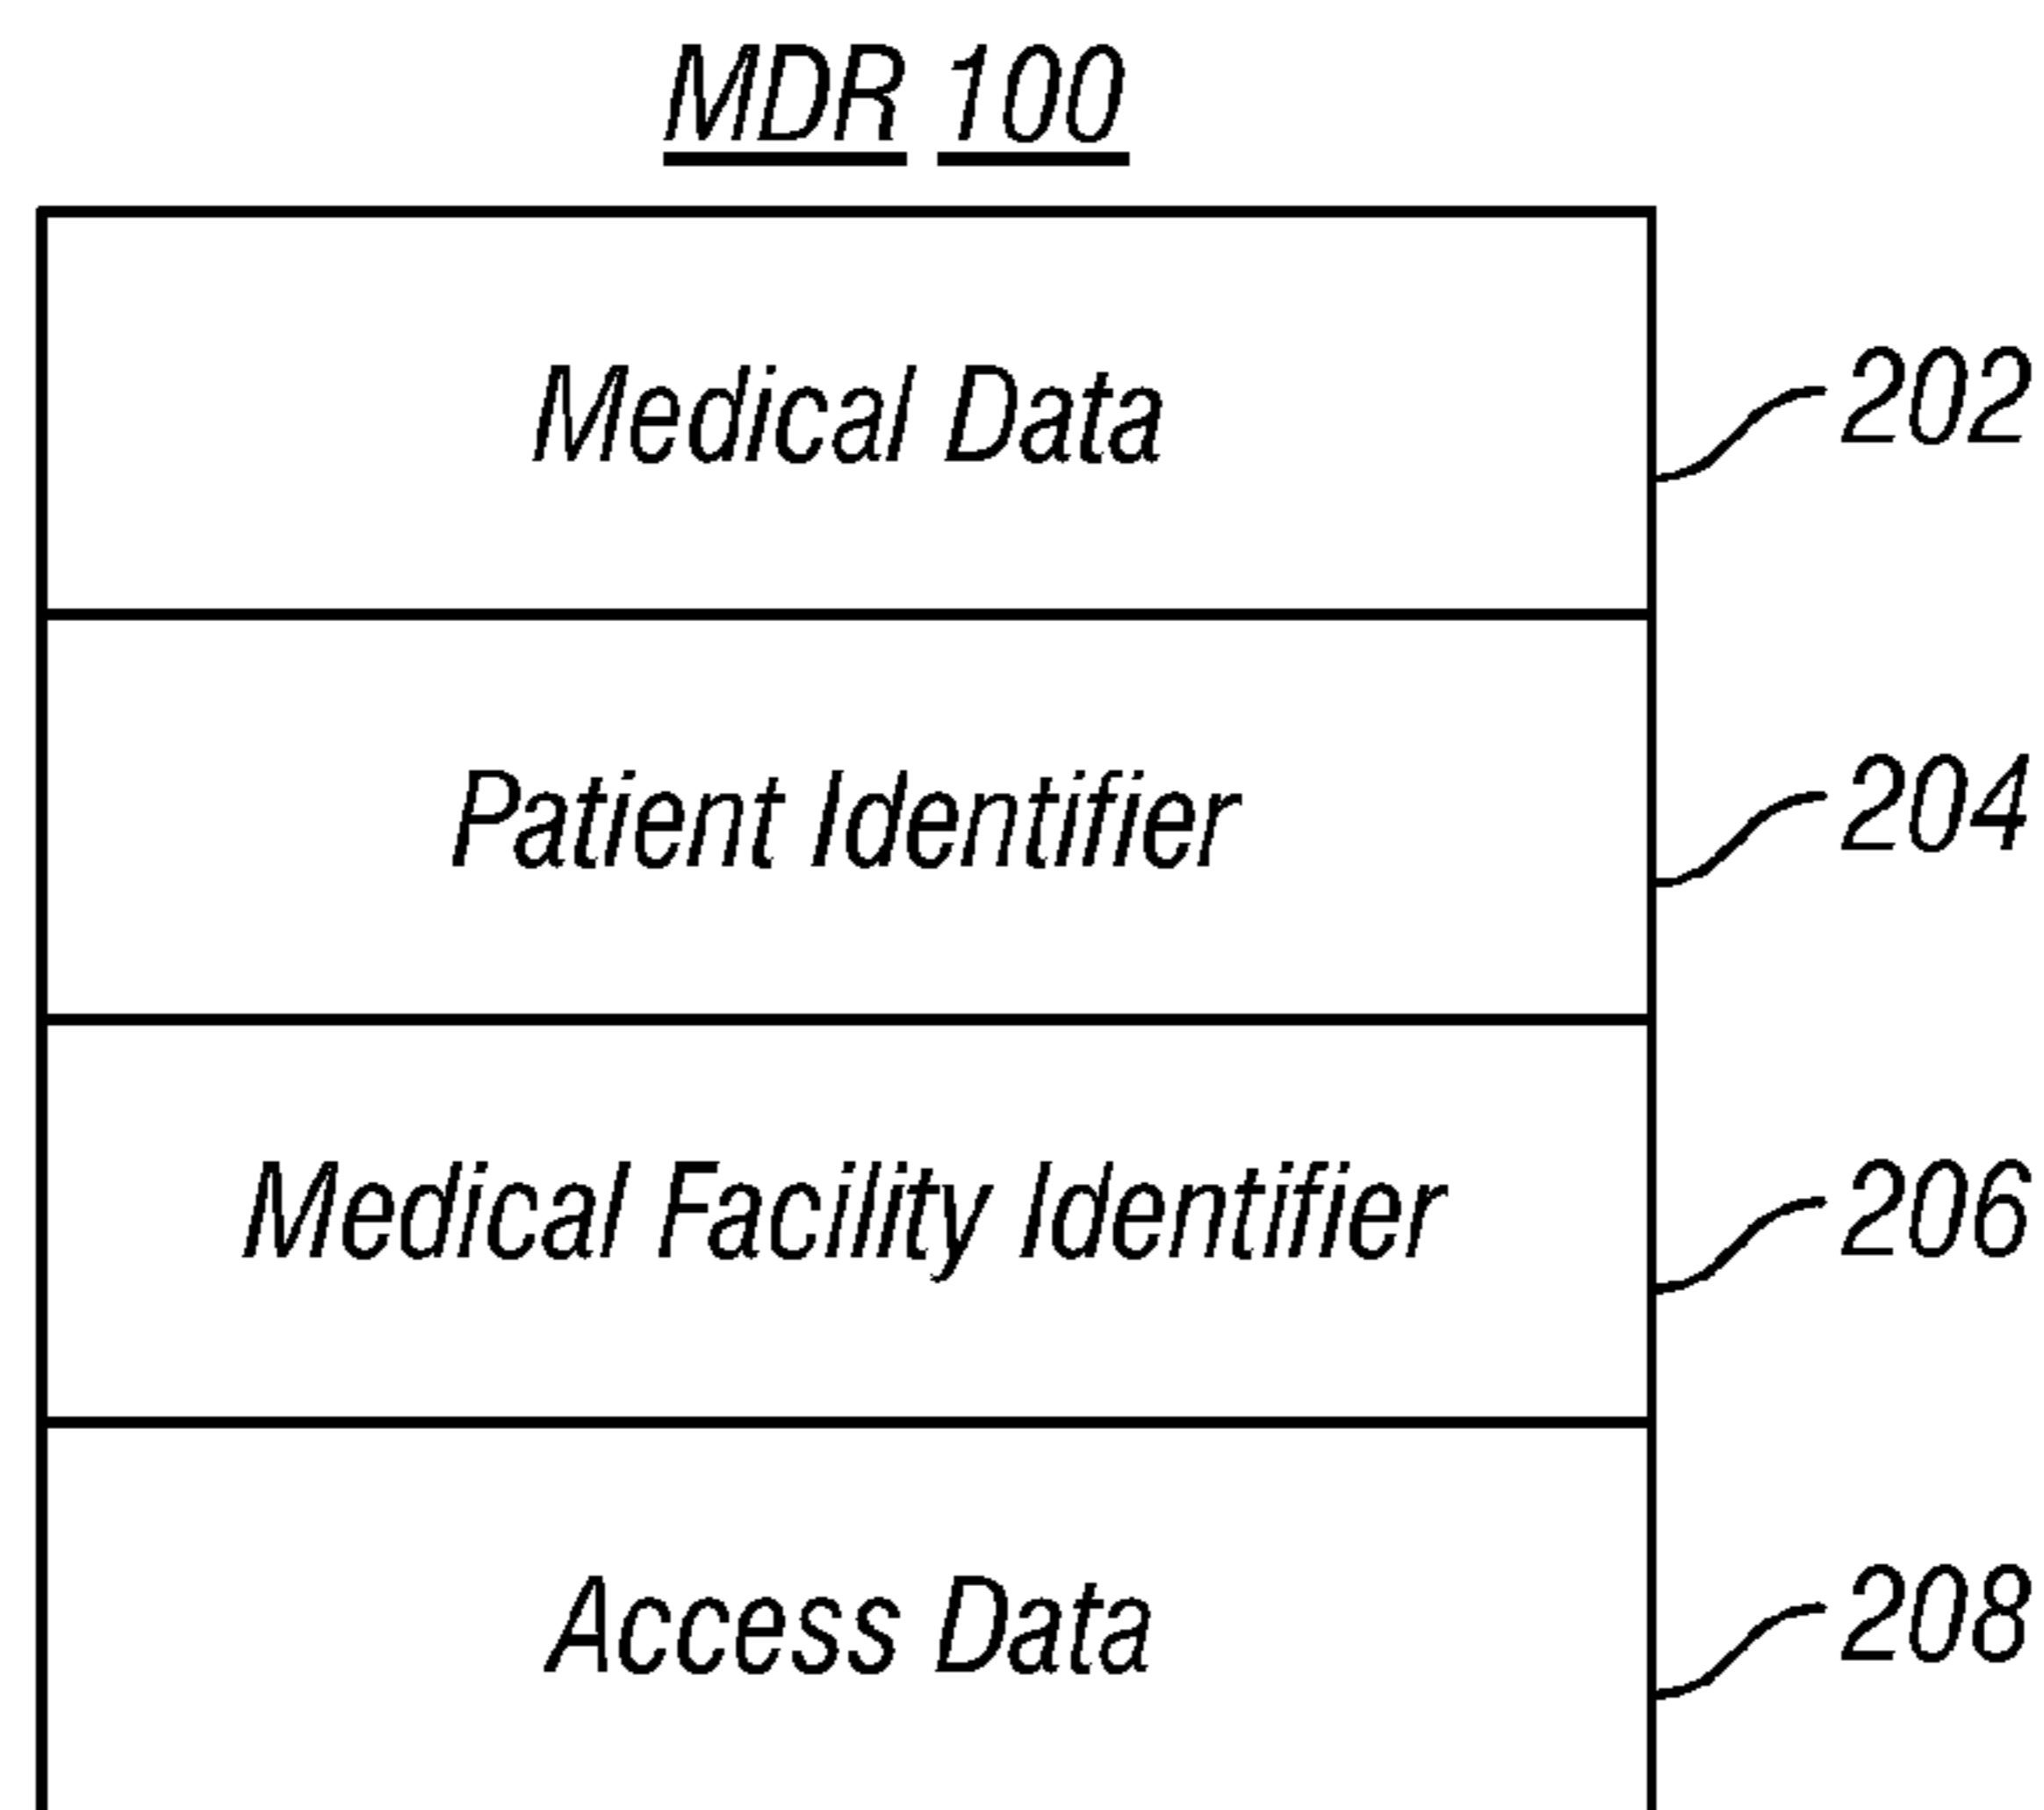 MDR 100
Medical Data
202
Patient Identifier
204
Medical Facility Identifier
206
Access Data
208